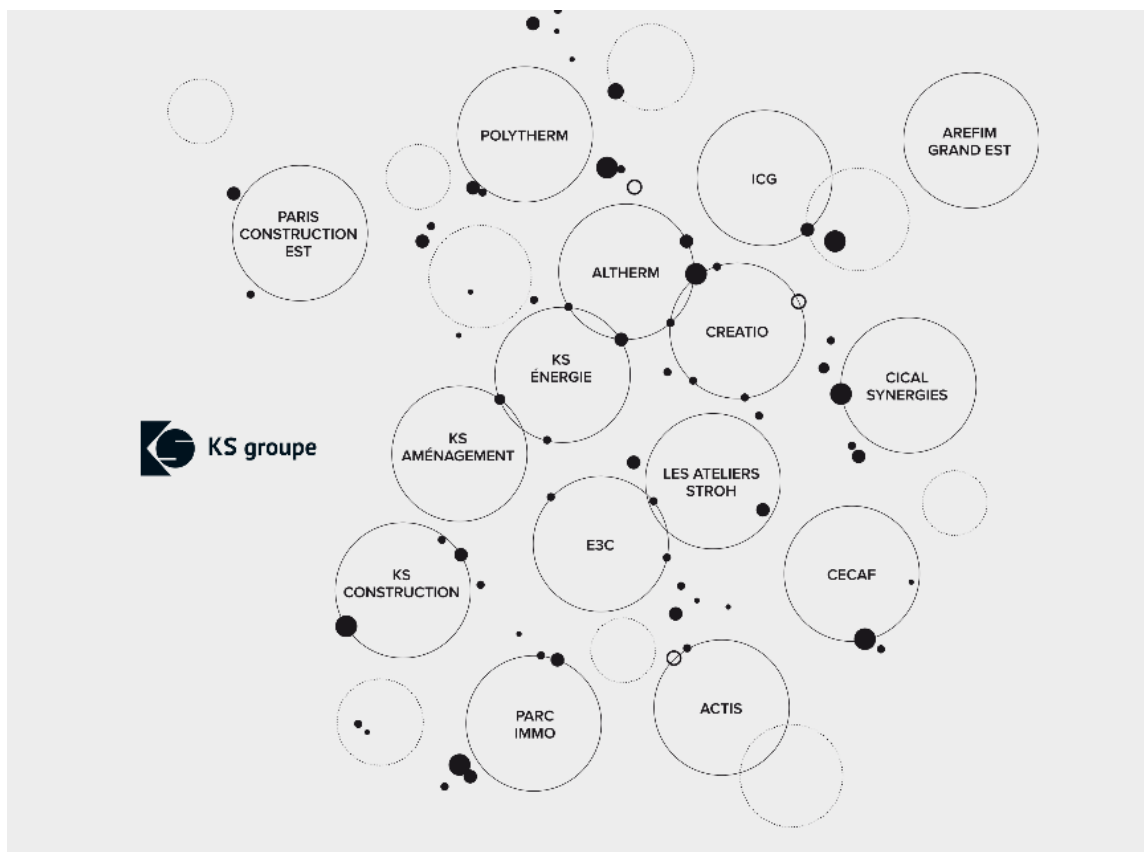 POLYTHERM
AREFIM
GRAND EST
ICG
PARIS
CONSTRUCTION
EST
ALTHERM
CREATIO
KS
ÉNERGIE
CICAL
SYNERGIES
KS groupe
KS
AMÉNAGEMENT
LES ATELIERS
STROH
E3C
KS
CONSTRUCTION
CECAF
PARC
IMMO
ACTIS